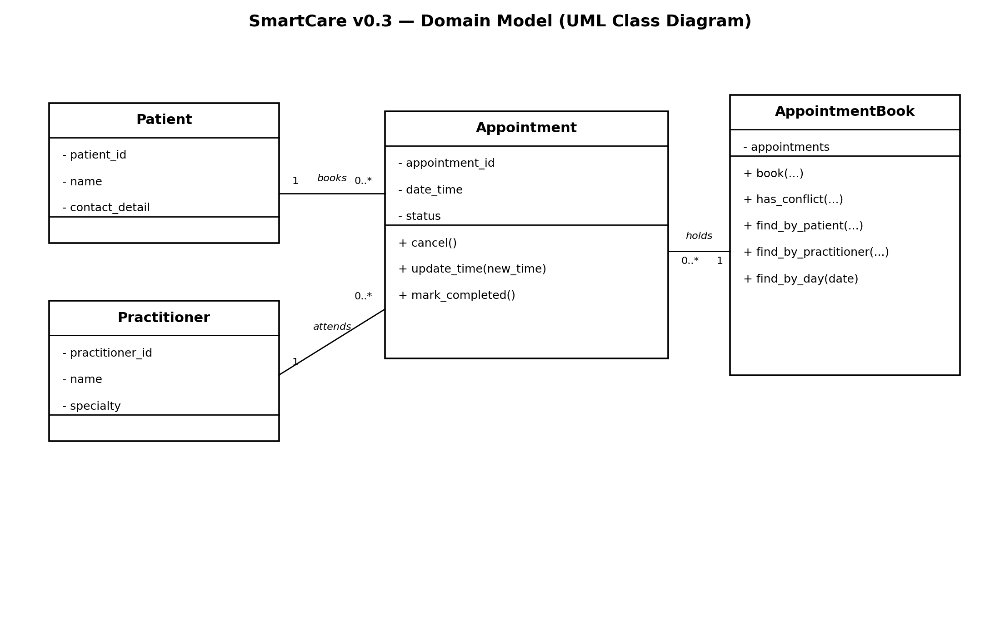 SmartCare v0.3 — Domain Model (UML Class Diagram)
Patient
- patient_id
- name
- contact_detail
1
books
0..*
Appointment
- appointment_id
- date_time
- status
+ cancel()
+ update_time(new_time)
+ mark_completed()
holds
0..*
1
AppointmentBook
- appointments
+ book(...)
+ has_conflict(...)
+ find_by_patient(...)
+ find_by_practitioner(...)
+ find_by_day(date)
Practitioner
- practitioner_id
- name
- specialty
0..*
attends
1